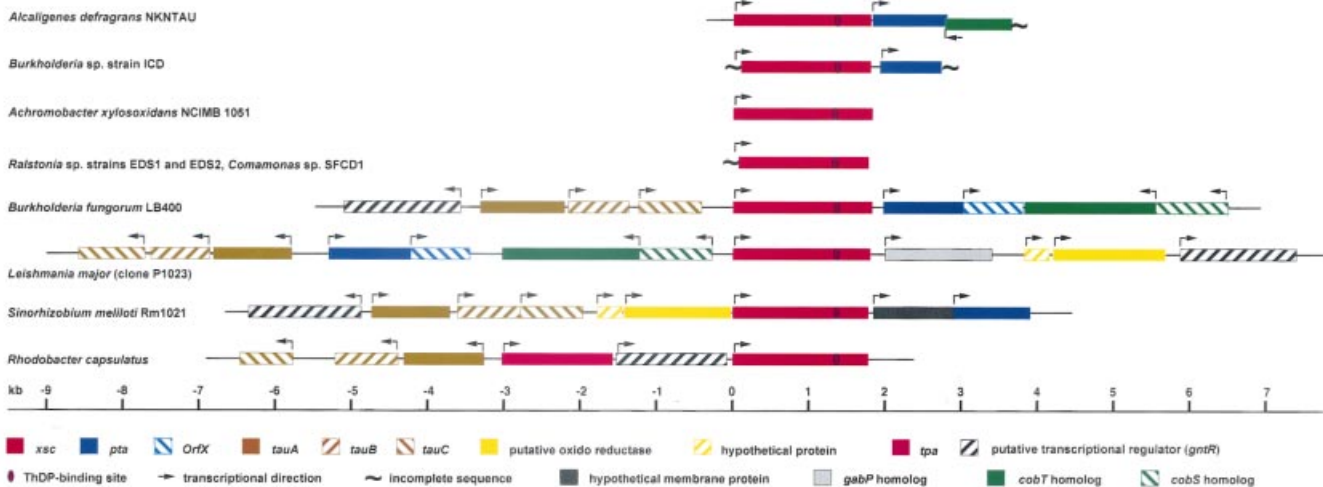 Alcaligenes defragrans NKNTAU
Burkholderia sp. strain ICD
Achromobacter xylosoxidans NCIMB 1051
Ralstonia sp. strains EDS1 and EDS2, Comamonas sp. SFCD1
Burkholderia fungorum LB400
Leishmania major (clone P1023)
Sinorhizobium meliloti Rm1021
Rhodobacter capsulatus
kb -9 -8 -7 -6 -5 -4 -3 -2 -1 0 1 2 3 4 5 6 7
xsc pta OrfX tauA tauB tauC putative oxido reductase hypothetical protein tpa putative transcriptional regulator (gntR)
ThDP-binding site transcriptional direction incomplete sequence hypothetical membrane protein gabP homolog cobT homolog cobS homolog